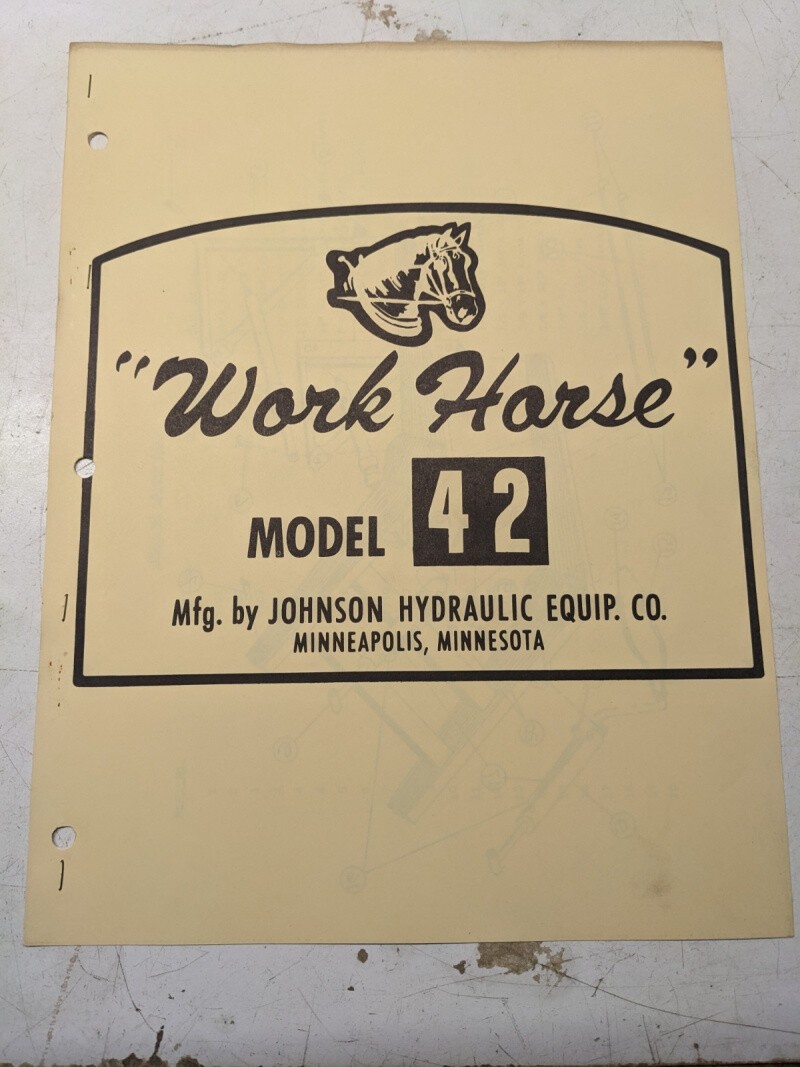 "Work Horse"
MODEL 42
Mfg. by JOHNSON HYDRAULIC EQUIP. CO.
MINNEAPOLIS, MINNESOTA